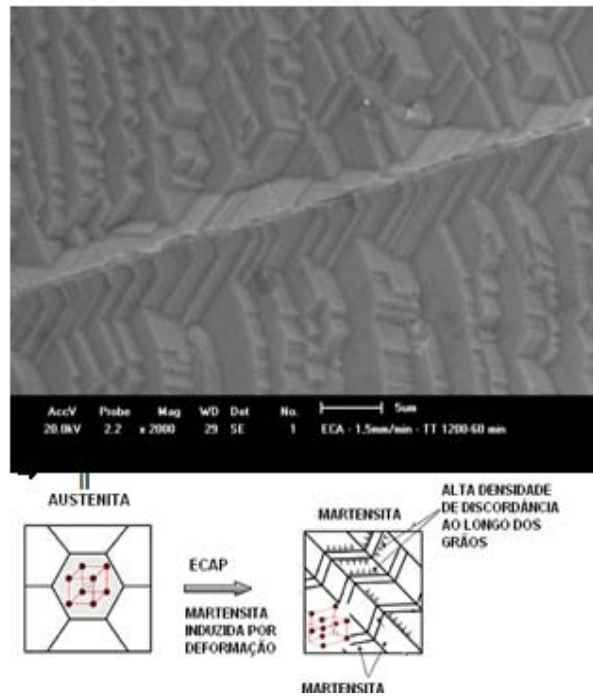 AccV Probe Mag WD Det No. 5um
20.0kV 2.2 x 2000 29 SE 1 ECA - 1,5mm/min - TT 1200-60 min
AUSTENITA
ECAP
MARTENSITA
INDUZIDA POR
DEFORMAÇÃO
MARTENSITA
ALTA DENSIDADE
DE DISCORDÂNCIA
AO LONGO DOS
GRÃOS
MARTENSITA